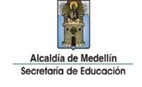 Alcaldía de Medellín
Secretaría de Educación